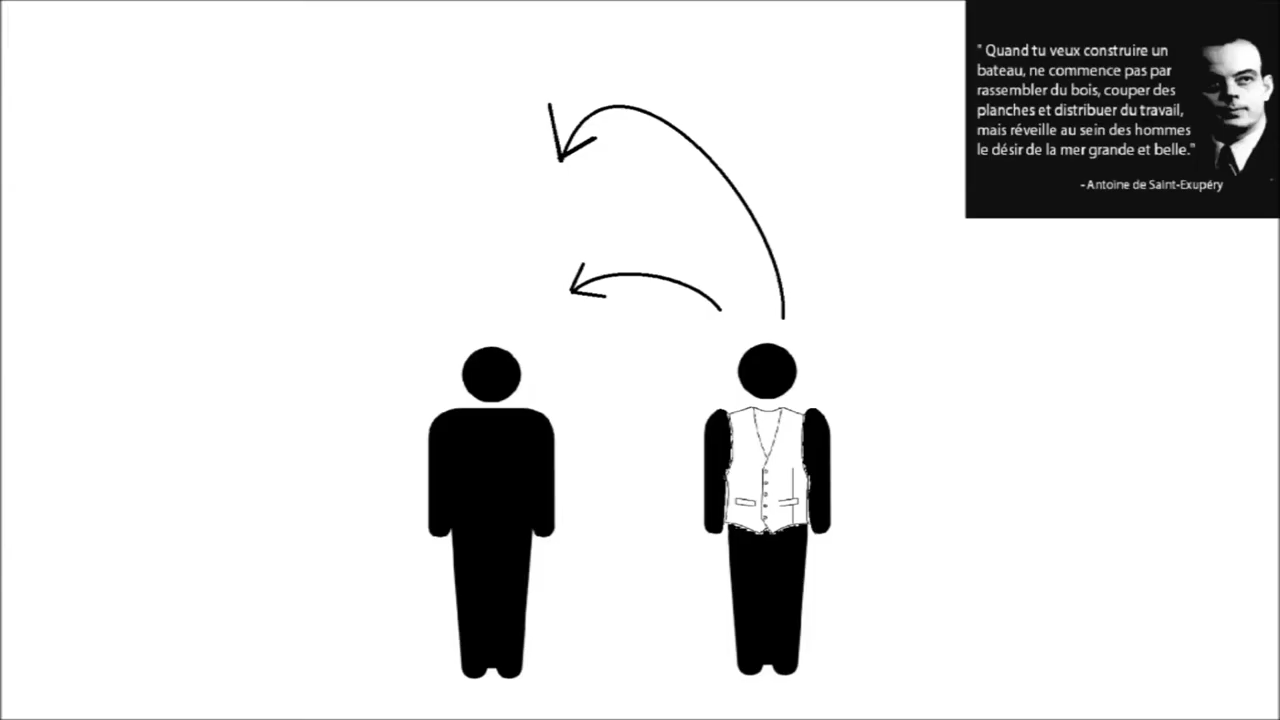 " Quand tu veux construire un
bateau, ne commence pas par
rassembler du bois, couper des
planches et distribuer du travail,
mais réveille au sein des hommes
le désir de la mer grande et belle."
- Antoine de Saint-Exupéry